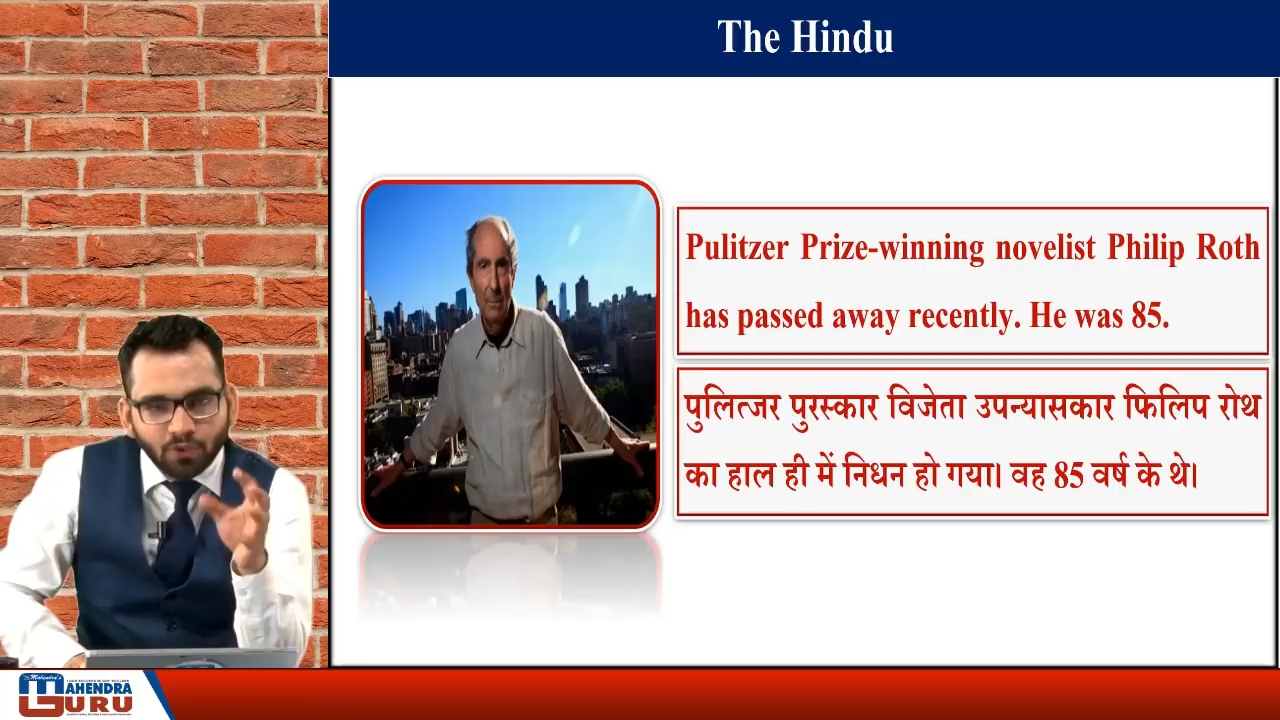 The Hindu
Pulitzer Prize-winning novelist Philip Roth
has passed away recently. He was 85.
पुलित्जर पुरस्कार विजेता उपन्यासकार फिलिप रोथ
का हाल ही में निधन हो गया। वह 85 वर्ष के थे।
Mahendra's
MAHENDRA
GURU